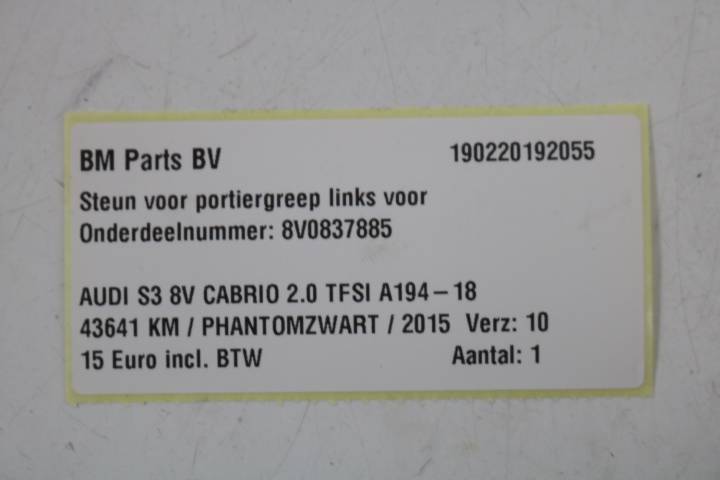 BM Parts BV 190220192055
Steun voor portiergreep links voor
Onderdeelnummer: 8V0837885
AUDI S3 8V CABRIO 2.0 TFSI A194-18
43641 KM / PHANTOMZWART / 2015 Verz: 10
15 Euro incl. BTW Aantal: 1